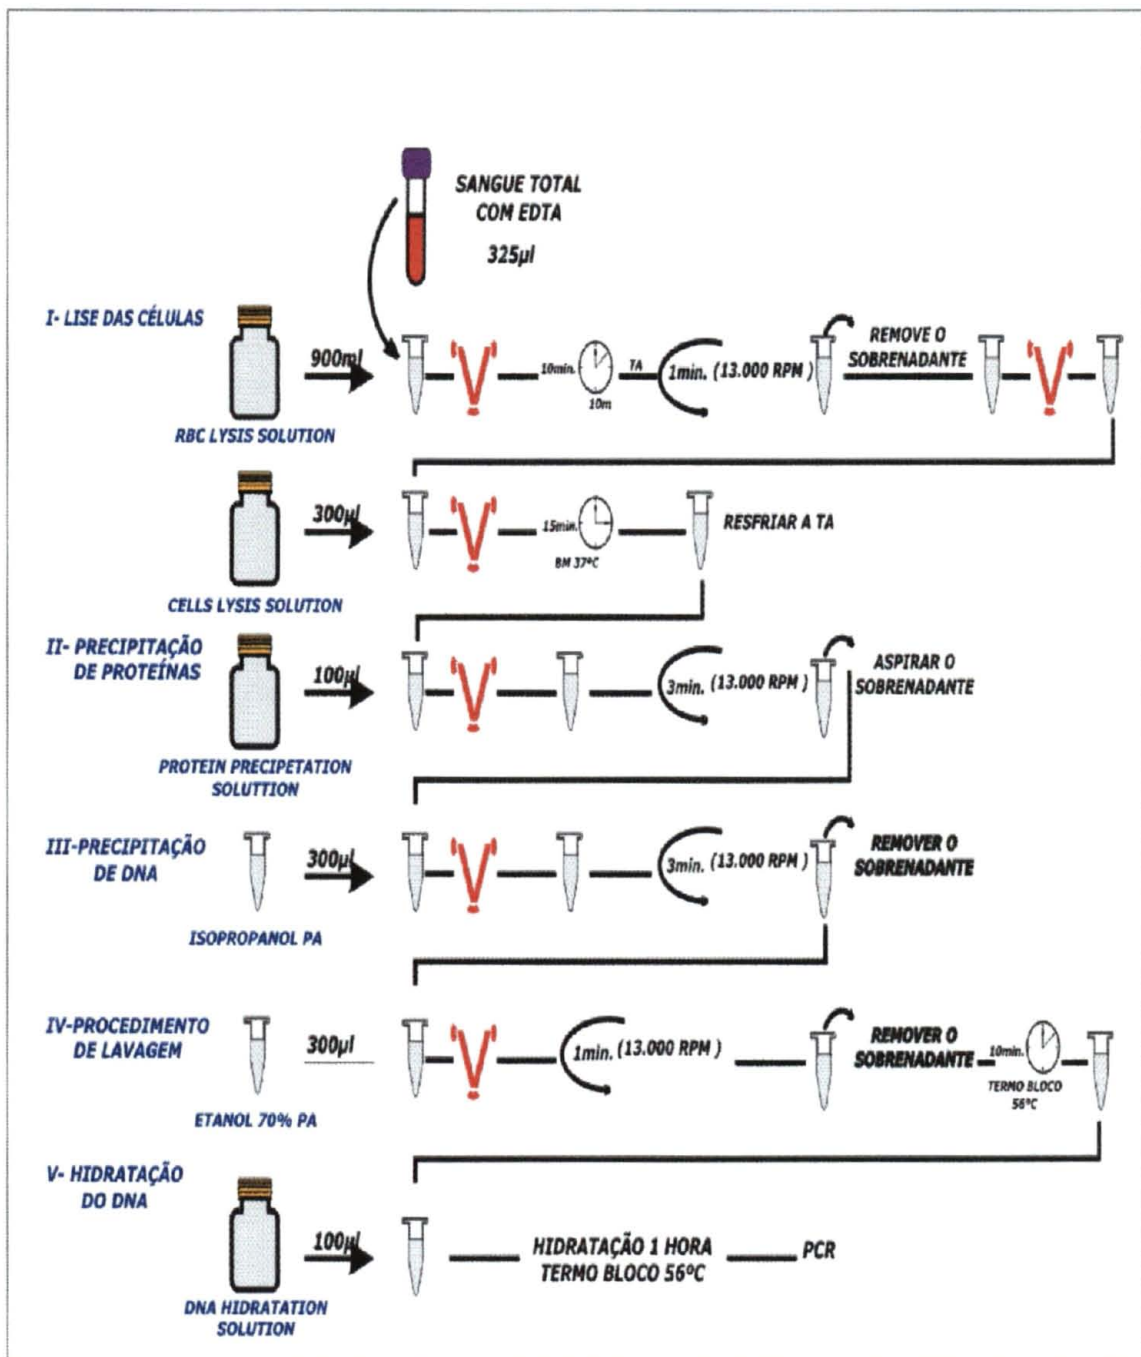 SANGUE TOTAL
COM EDTA
325µl
I- LISE DAS CÉLULAS
900ml
10min.
10m
TA
1min. (13.000 RPM )
REMOVE O
SOBRENADANTE
RBC LYSIS SOLUTION
300µl
15min.
BM 37ºC
RESFRIAR A TA
CELLS LYSIS SOLUTION
II- PRECIPITAÇÃO
DE PROTEÍNAS
100µl
3min. (13.000 RPM )
ASPIRAR O
SOBRENADANTE
PROTEIN PRECIPETATION
SOLUTTION
III-PRECIPITAÇÃO
DE DNA
300µl
3min. (13.000 RPM )
REMOVER O
SOBRENADANTE
ISOPROPANOL PA
IV-PROCEDIMENTO
DE LAVAGEM
300µl
1min. (13.000 RPM )
REMOVER O
SOBRENADANTE
10min.
TERMO BLOCO
56ºC
ETANOL 70% PA
V- HIDRATAÇÃO
DO DNA
100µl
HIDRATAÇÃO 1 HORA
TERMO BLOCO 56ºC
PCR
DNA HIDRATATION
SOLUTION